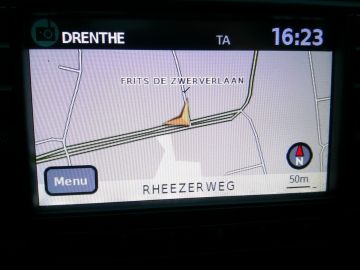 DRENTHE TA 16:23
FRITS DE ZWERVERLAAN
Menu
N
50m
RHEEZERWEG